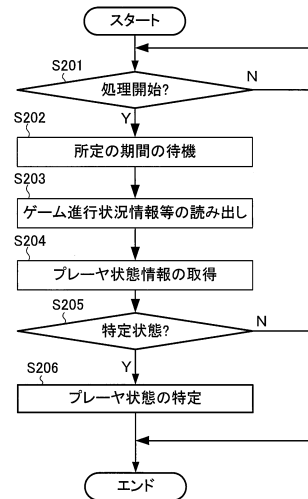 スタート
S201
処理開始?
N
Y
S202
所定の期間の待機
S203
ゲーム進行状況情報等の読み出し
S204
プレーヤ状態情報の取得
S205
特定状態?
N
Y
S206
プレーヤ状態の特定
エンド